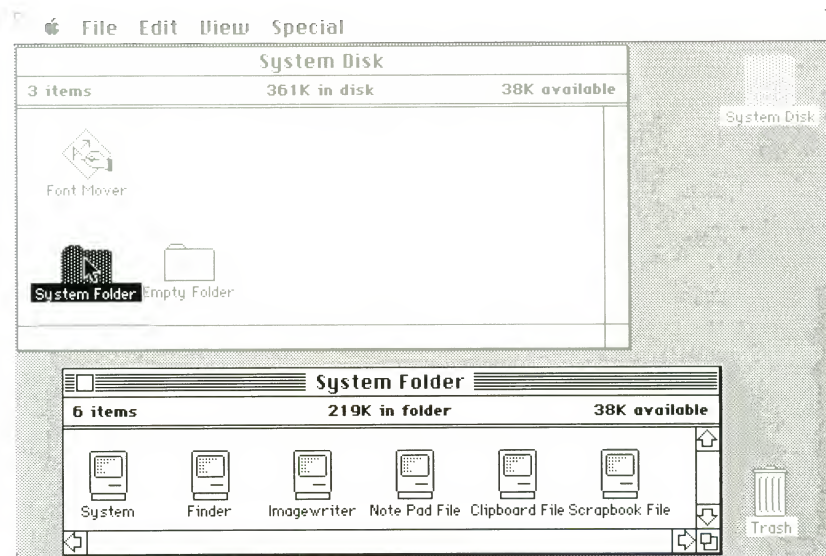 File Edit View Special
System Disk
3 items 361K in disk 38K available
System Disk
Font Mover
System Folder Empty Folder
System Folder
6 items 219K in folder 38K available
System Finder Imagewriter Note Pad File Clipboard File Scrapbook File
Trash